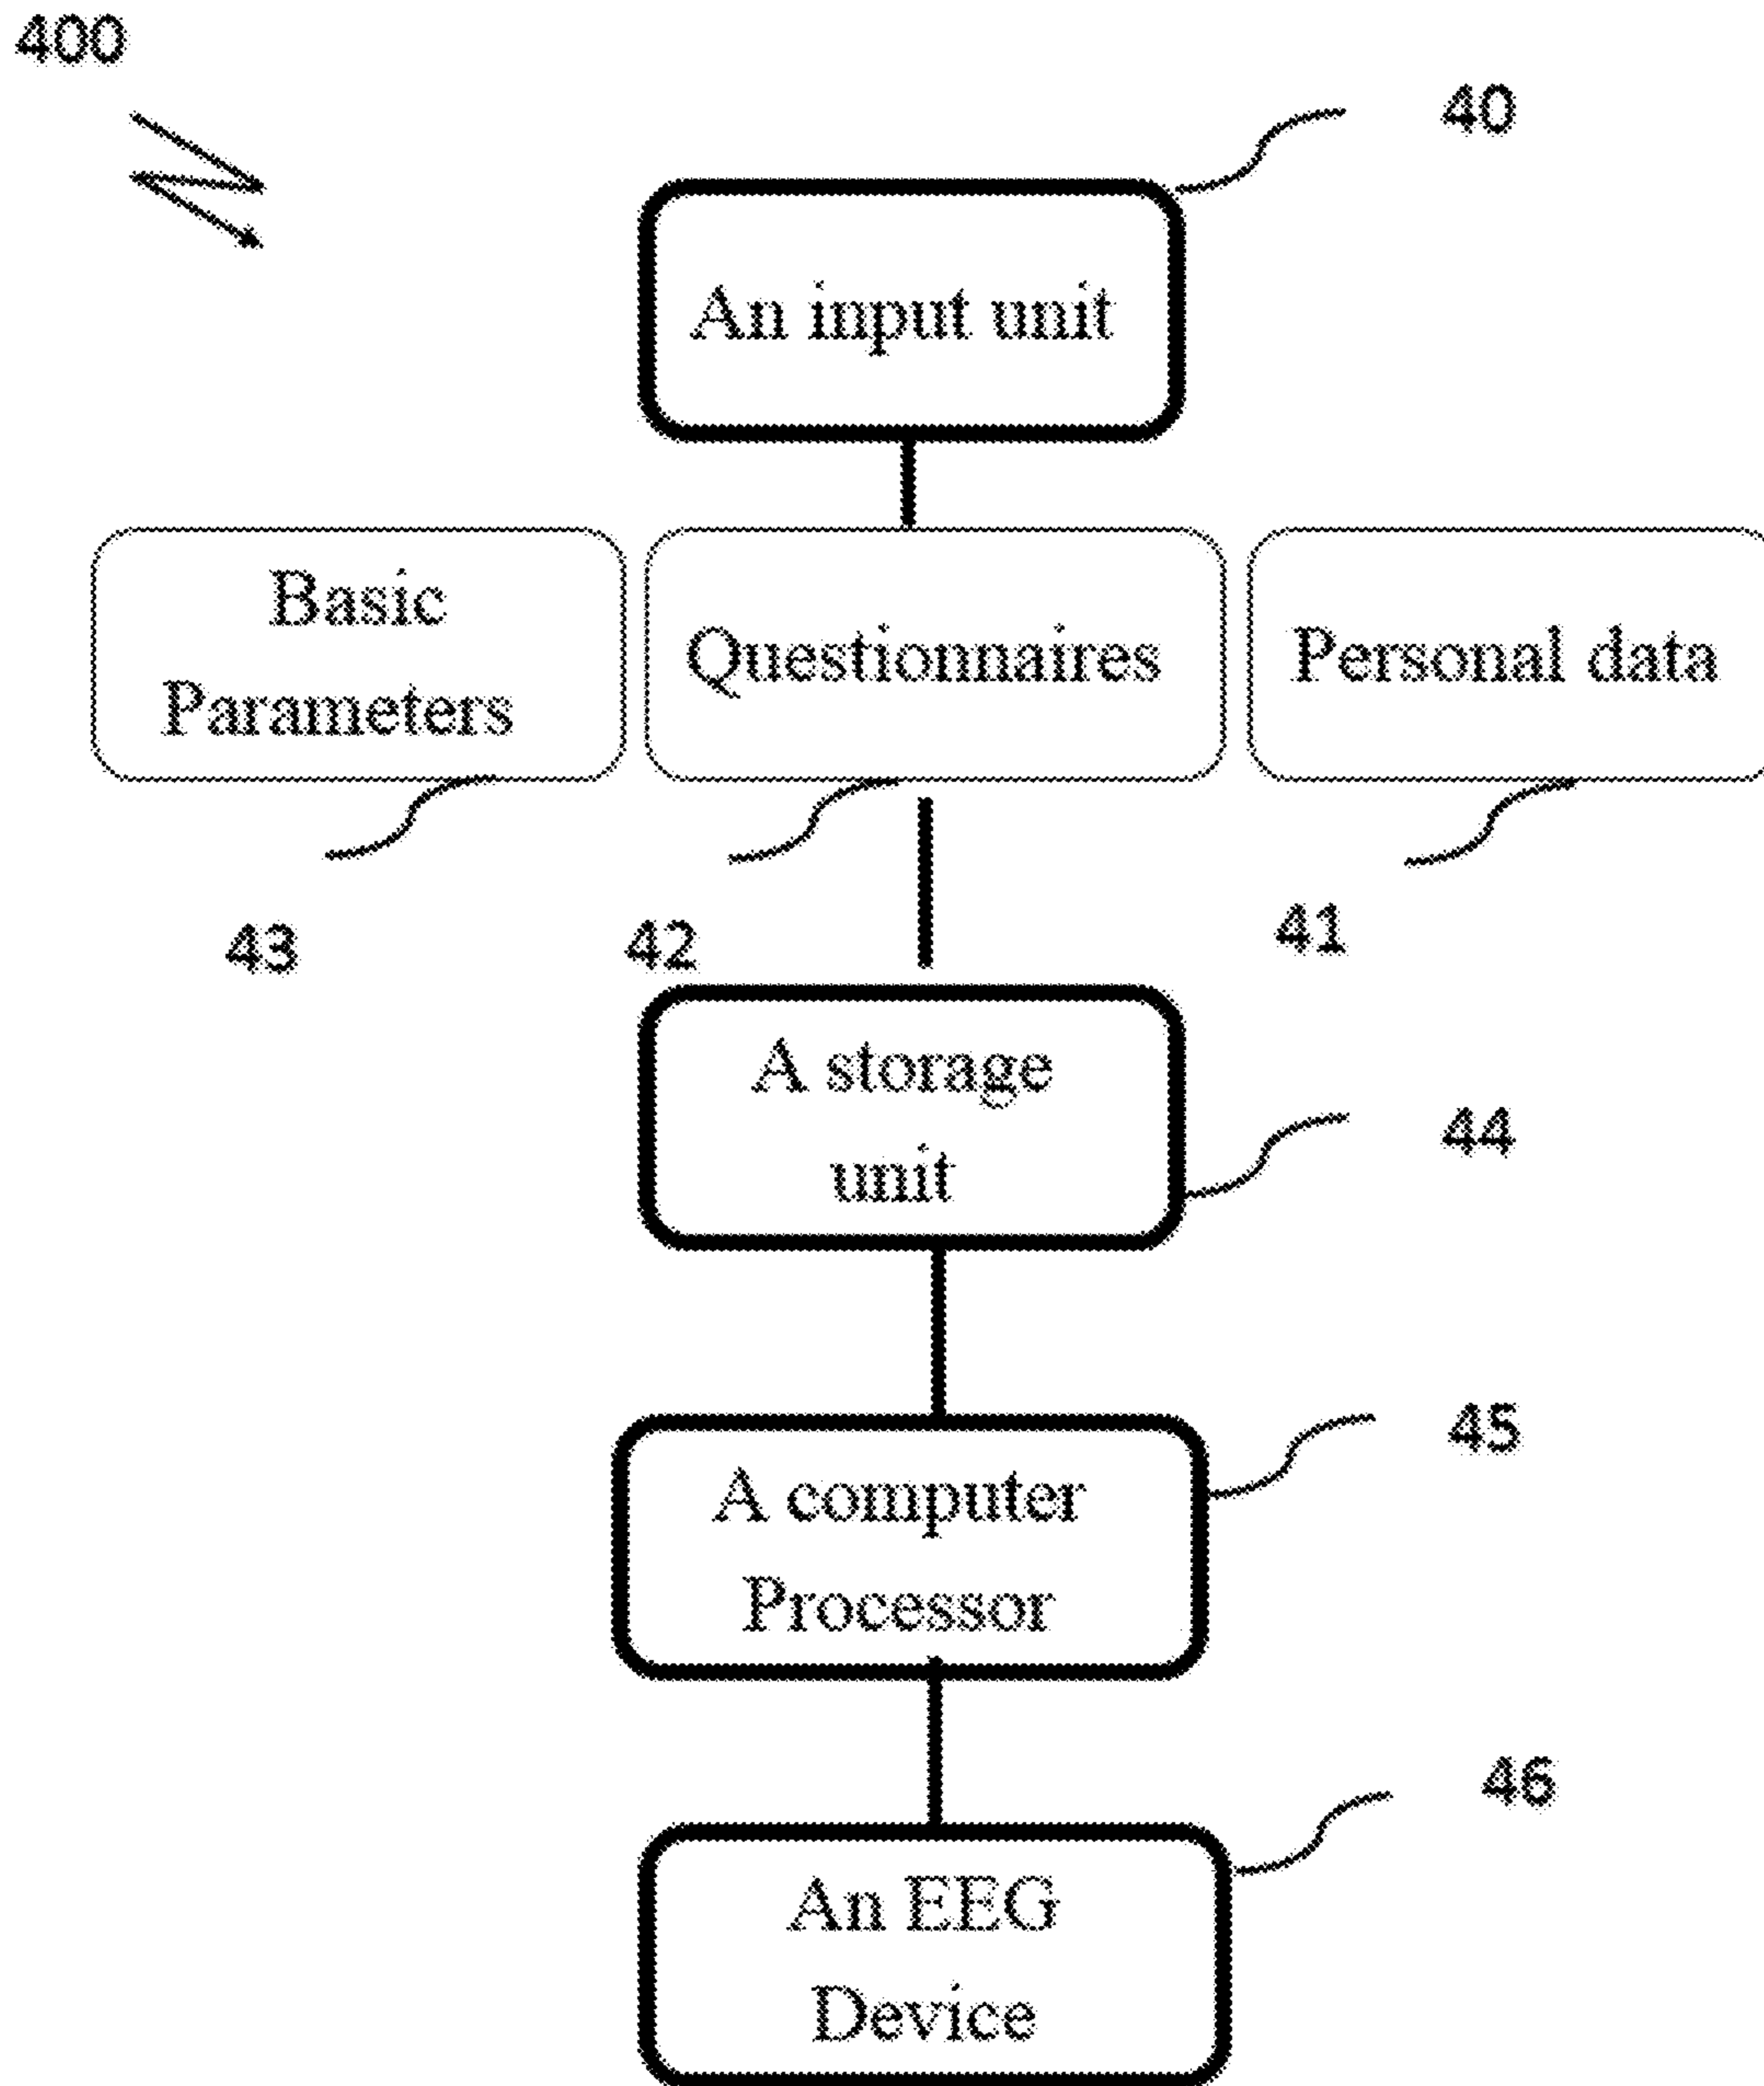 400
40
An input unit
Basic
Parameters
Questionnaires
Personal data
43
42
41
A storage
unit
44
45
A computer
Processor
46
An EEG
Device